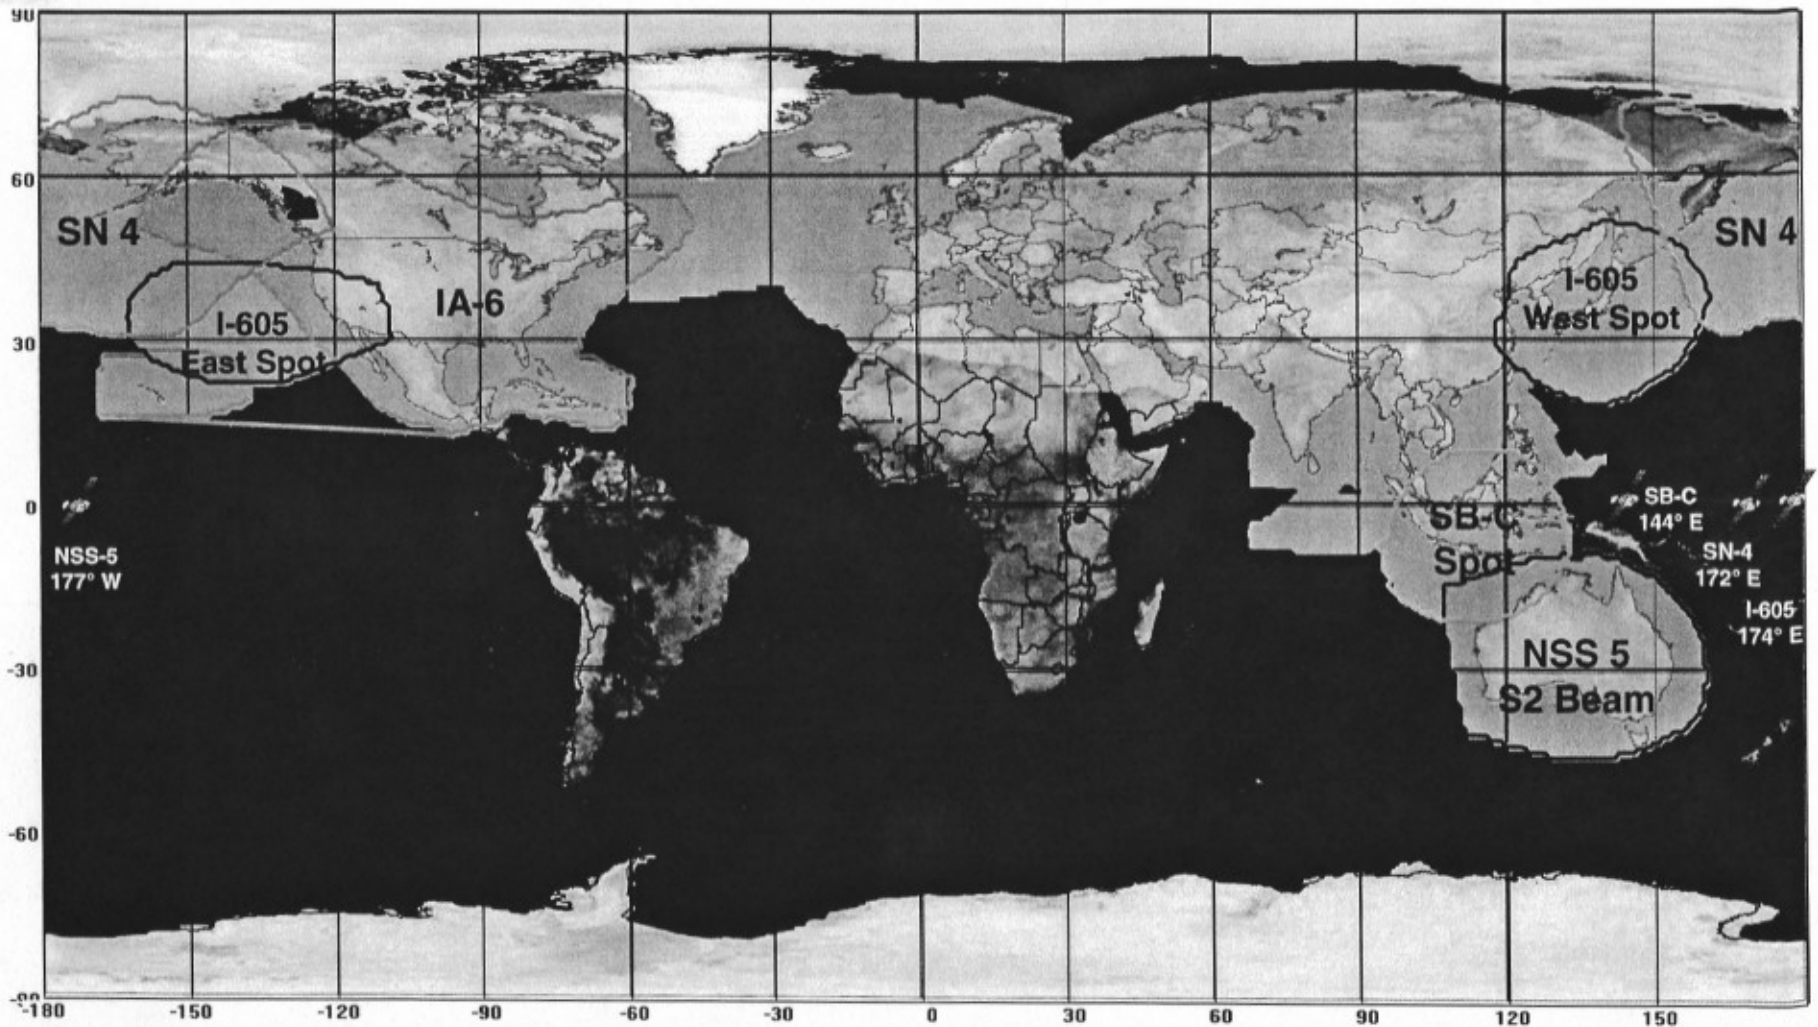 90
60
SN 4
SN 4
IA-6
I-605
West Spot
I-605
East Spot
30
0
SB-C
Spot
SB-C
144° E
SN-4
172° E
I-605
174° E
NSS-5
177° W
NSS 5
S2 Beam
-30
-60
-90
-180 -150 -120 -90 -60 -30 0 30 60 90 120 150